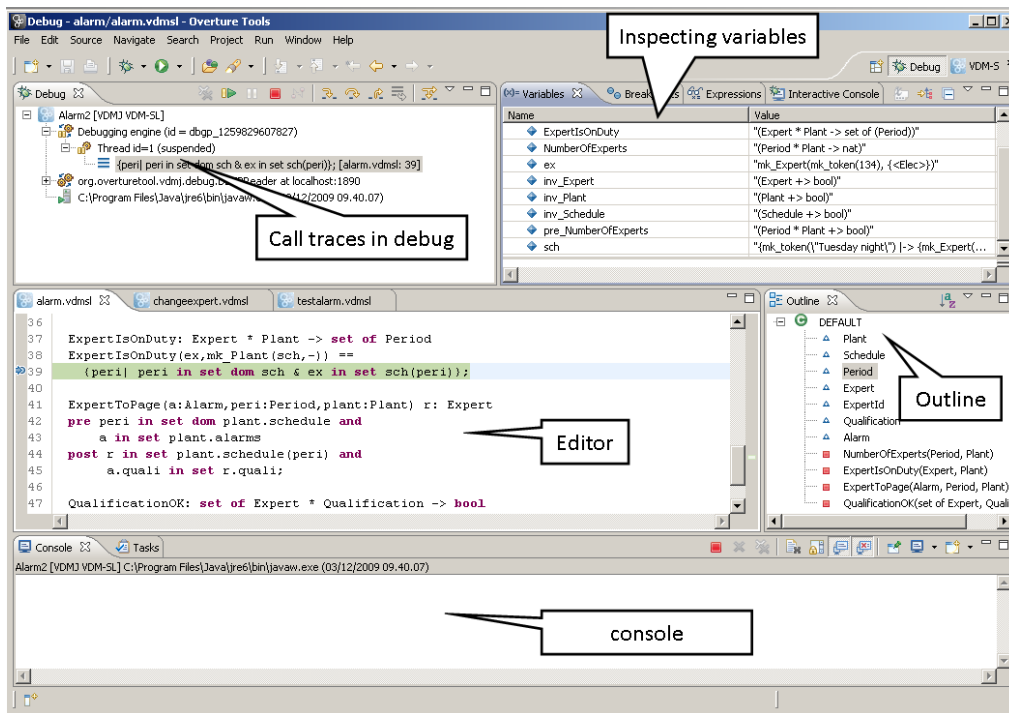 Debug - alarm/alarm.vdmsl - Overture Tools
File Edit Source Navigate Search Project Run Window Help
Inspecting variables
Debug VDM-S
Debug
Alarm2 [VDMJ VDM-SL]
Debugging engine (id = dbgp_1259829607827)
Thread id=1 (suspended)
{peri| peri in set dom sch & ex in set sch(peri)}; [alarm.vdmsl: 39]
org.overturetool.vdmj.debug. Reader at localhost:1890
C:\Program Files\Java\jre6\bin\javaw. /12/2009 09.40.07)
Call traces in debug
(x)= Variables Expressions Interactive Console
Name Value
ExpertIsOnDuty "(Expert * Plant -> set of (Period))"
NumberOfExperts "(Period * Plant -> nat)"
ex "mk_Expert(mk_token(134), {<Elec>})"
inv_Expert "(Expert +> bool)"
inv_Plant "(Plant +> bool)"
inv_Schedule "(Schedule +> bool)"
pre_NumberOfExperts "(Period * Plant +> bool)"
sch "{mk_token(\"Tuesday night\") |-> {mk_Expert(...
alarm.vdmsl changeexpert.vdmsl testalarm.vdmsl
36
37 ExpertIsOnDuty: Expert * Plant -> set of Period
38 ExpertIsOnDuty(ex,mk_Plant(sch,-)) ==
39 {peri| peri in set dom sch & ex in set sch(peri)};
40
41 ExpertToPage(a:Alarm,peri:Period,plant:Plant) r: Expert
42 pre peri in set dom plant.schedule and
43 a in set plant.alarms
44 post r in set plant.schedule(peri) and
45 a.quali in set r.quali;
46
47 QualificationOK: set of Expert * Qualification -> bool
Editor
Outline
DEFAULT
Plant
Schedule
Period
Expert
ExpertId
Qualification
Alarm
NumberOfExperts(Period, Plant)
ExpertIsOnDuty(Expert, Plant)
ExpertToPage(Alarm, Period, Plant)
QualificationOK(set of Expert, Quali
Outline
Console Tasks
Alarm2 [VDMJ VDM-SL] C:\Program Files\Java\jre6\bin\javaw.exe (03/12/2009 09.40.07)
console